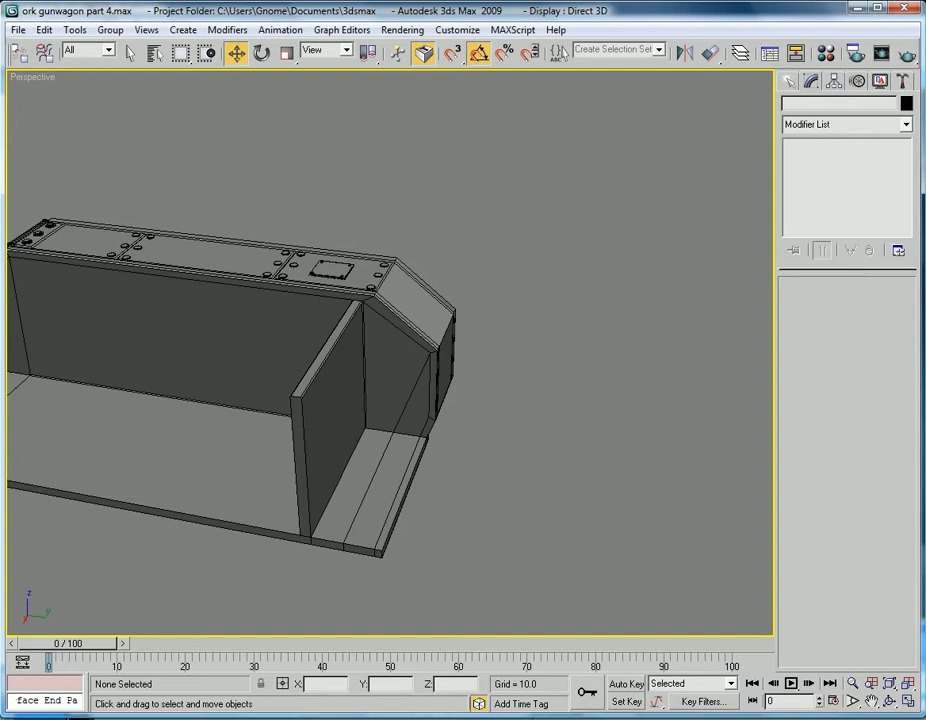 ork gunwagon part 4.max - Project Folder: C:\Users\Gnome\Documents\3dsmax - Autodesk 3ds Max 2009 - Display : Direct 3D
File Edit Tools Group Views Create Modifiers Animation Graph Editors Rendering Customize MAXScript Help
All View 3 Create Selection Set
Perspective
Modifier List
z
y
x
0 / 100
0 10 20 30 40 50 60 70 80 90 100
None Selected X: Y: Z: Grid = 10.0 Auto Key Selected
face End Pa Click and drag to select and move objects Add Time Tag Set Key Key Filters... 0